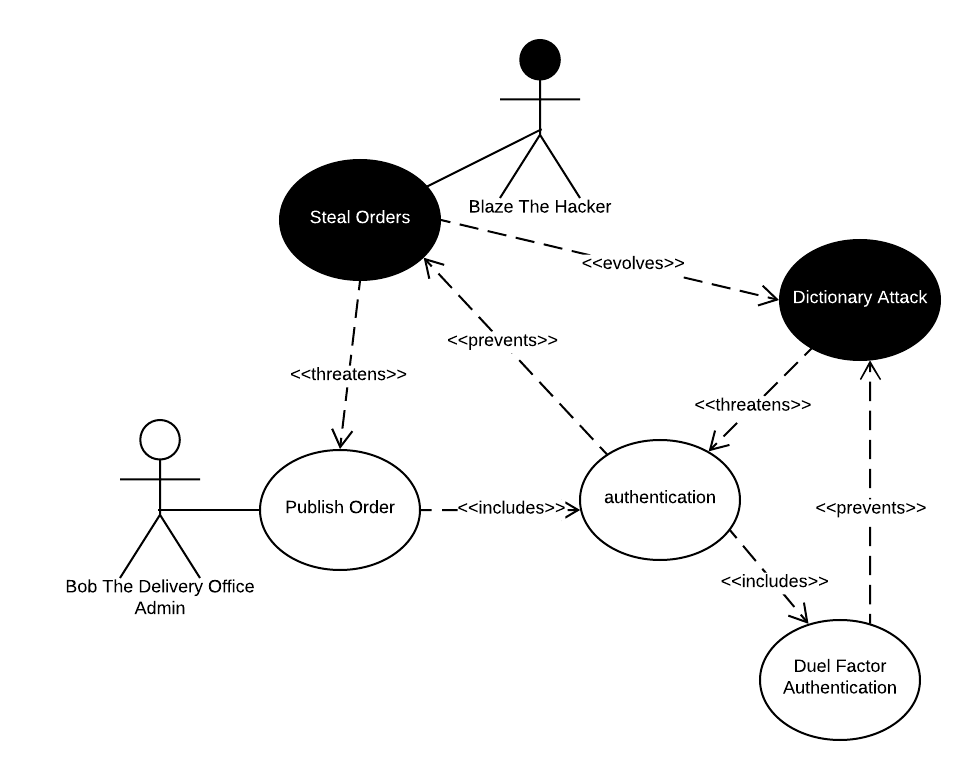 Blaze The Hacker
Steal Orders
<<evolves>>
Dictionary Attack
<<prevents>>
<<threatens>>
<<threatens>>
Publish Order
<<includes>>
authentication
<<prevents>>
Bob The Delivery Office
Admin
<<includes>>
Duel Factor
Authentication